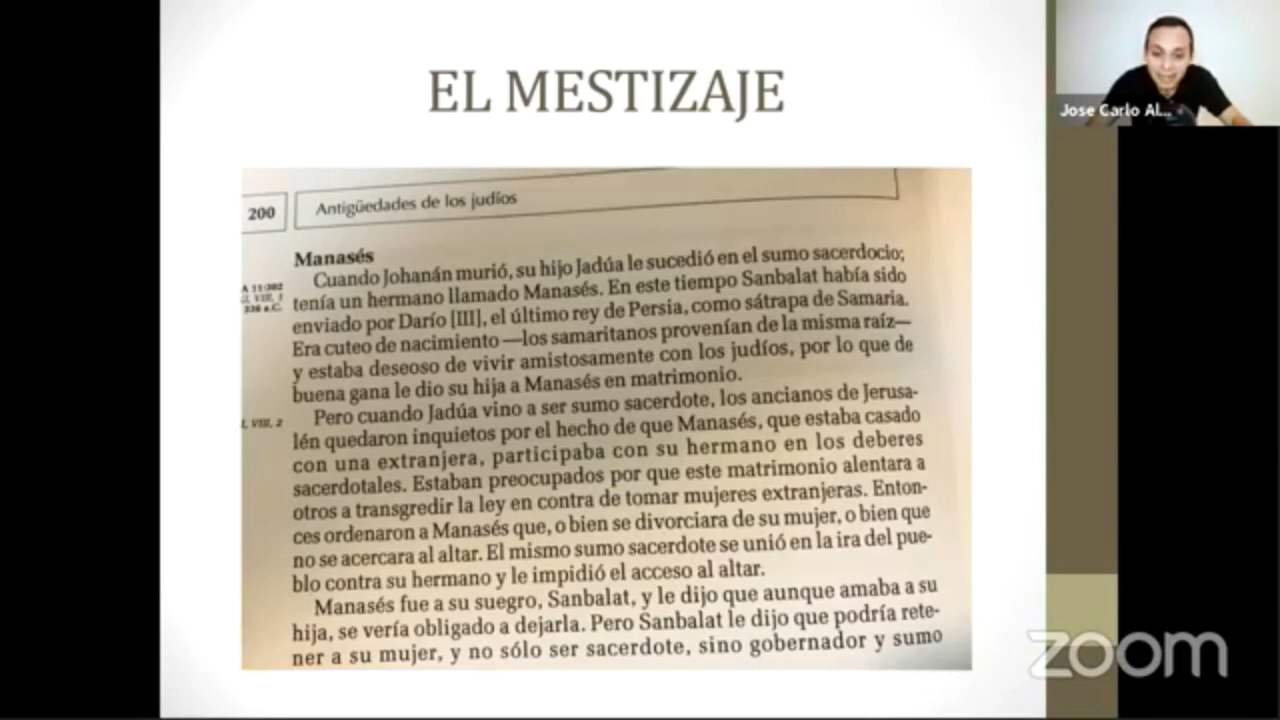 EL MESTIZAJE
Jose Carlo Al...
200
Antigüedades de los judíos
Manasés
A 11:302
Cuando Johanán murió, su hijo Jadúa le sucedió en el sumo sacerdocio;
VIII, 1
tenía un hermano llamado Manasés. En este tiempo Sanbalat había sido
336 a.C.
enviado por Darío [III], el último rey de Persia, como sátrapa de Samaria.
Era cuteo de nacimiento —los samaritanos provenían de la misma raíz—
y estaba deseoso de vivir amistosamente con los judíos, por lo que de
buena gana le dio su hija a Manasés en matrimonio.
VIII, 2
Pero cuando Jadúa vino a ser sumo sacerdote, los ancianos de Jerusa-
lén quedaron inquietos por el hecho de que Manasés, que estaba casado
con una extranjera, participaba con su hermano en los deberes
sacerdotales. Estaban preocupados por que este matrimonio alentara a
otros a transgredir la ley en contra de tomar mujeres extranjeras. Enton-
ces ordenaron a Manasés que, o bien se divorciara de su mujer, o bien que
no se acercara al altar. El mismo sumo sacerdote se unió en la ira del pue-
blo contra su hermano y le impidió el acceso al altar.
Manasés fue a su suegro, Sanbalat, y le dijo que aunque amaba a su
hija, se vería obligado a dejarla. Pero Sanbalat le dijo que podría rete-
ner a su mujer, y no sólo ser sacerdote, sino gobernador y sumo
zoom